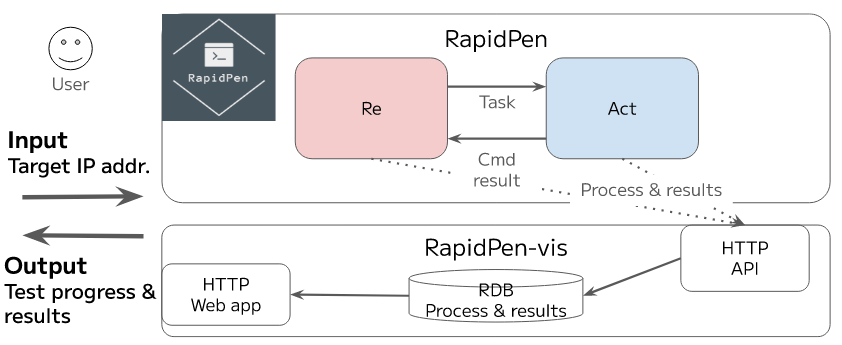 RapidPen
>_
RapidPen
User
Re
Task
Act
Cmd
result
Process & results
Input
Target IP addr.
Output
Test progress &
results
RapidPen-vis
HTTP
API
RDB
Process & results
HTTP
Web app